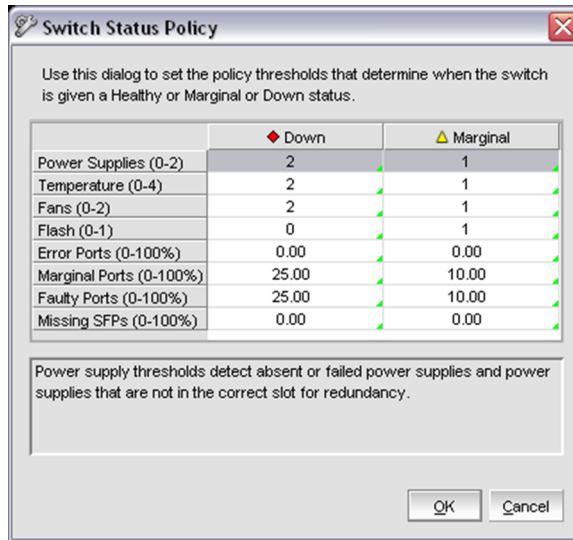 Switch Status Policy
Use this dialog to set the policy thresholds that determine when the switch
is given a Healthy or Marginal or Down status.
Down Marginal
Power Supplies (0-2) 2 1
Temperature (0-4) 2 1
Fans (0-2) 2 1
Flash (0-1) 0 1
Error Ports (0-100%) 0.00 0.00
Marginal Ports (0-100%) 25.00 10.00
Faulty Ports (0-100%) 25.00 10.00
Missing SFPs (0-100%) 0.00 0.00
Power supply thresholds detect absent or failed power supplies and power
supplies that are not in the correct slot for redundancy.
OK Cancel